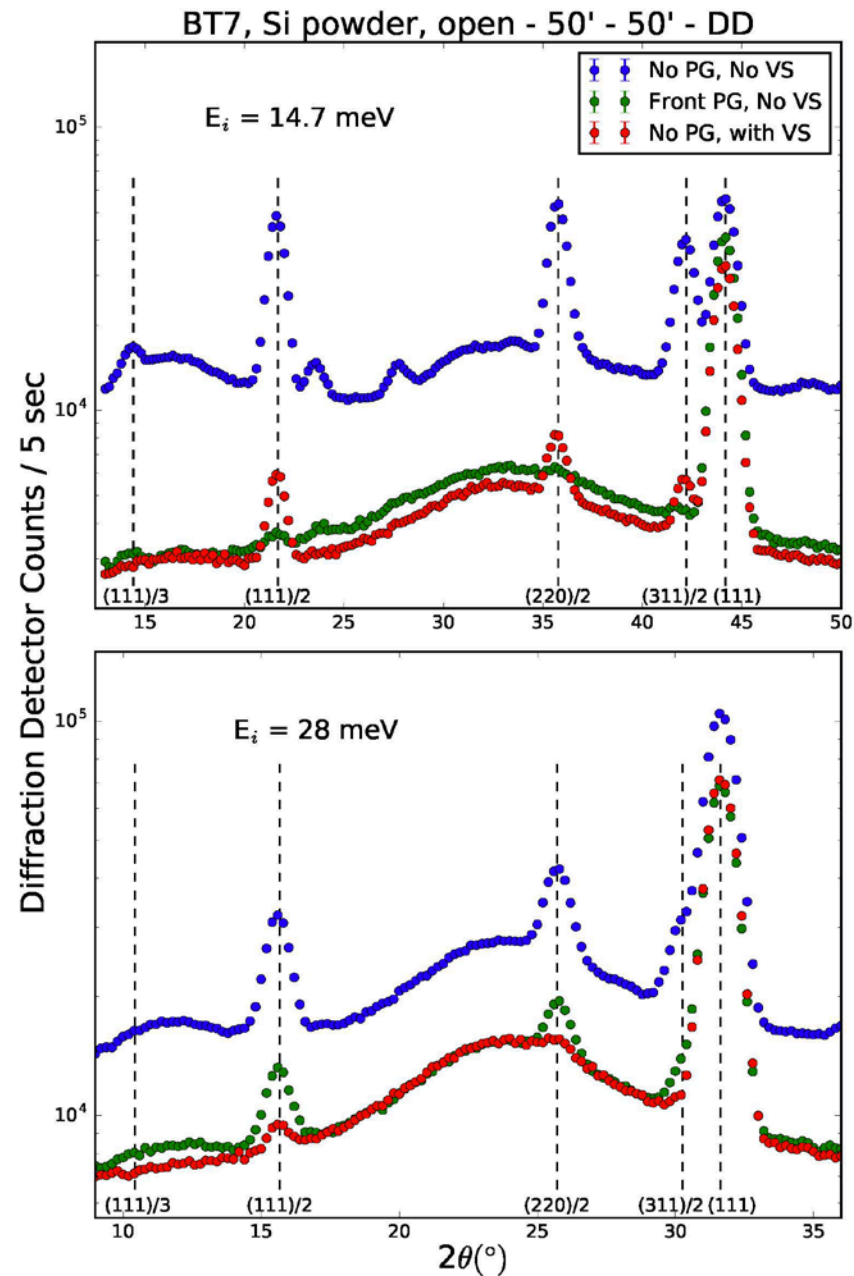 BT7, Si powder, open - 50' - 50' - DD
No PG, No VS
Front PG, No VS
No PG, with VS
E_i = 14.7 meV
10^5
10^4
(111)/3 (111)/2 (220)/2 (311)/2 (111)
15 20 25 30 35 40 45 50
E_i = 28 meV
10^5
10^4
(111)/3 (111)/2 (220)/2 (311)/2 (111)
10 15 20 25 30 35
2θ(°)
Diffraction Detector Counts / 5 sec